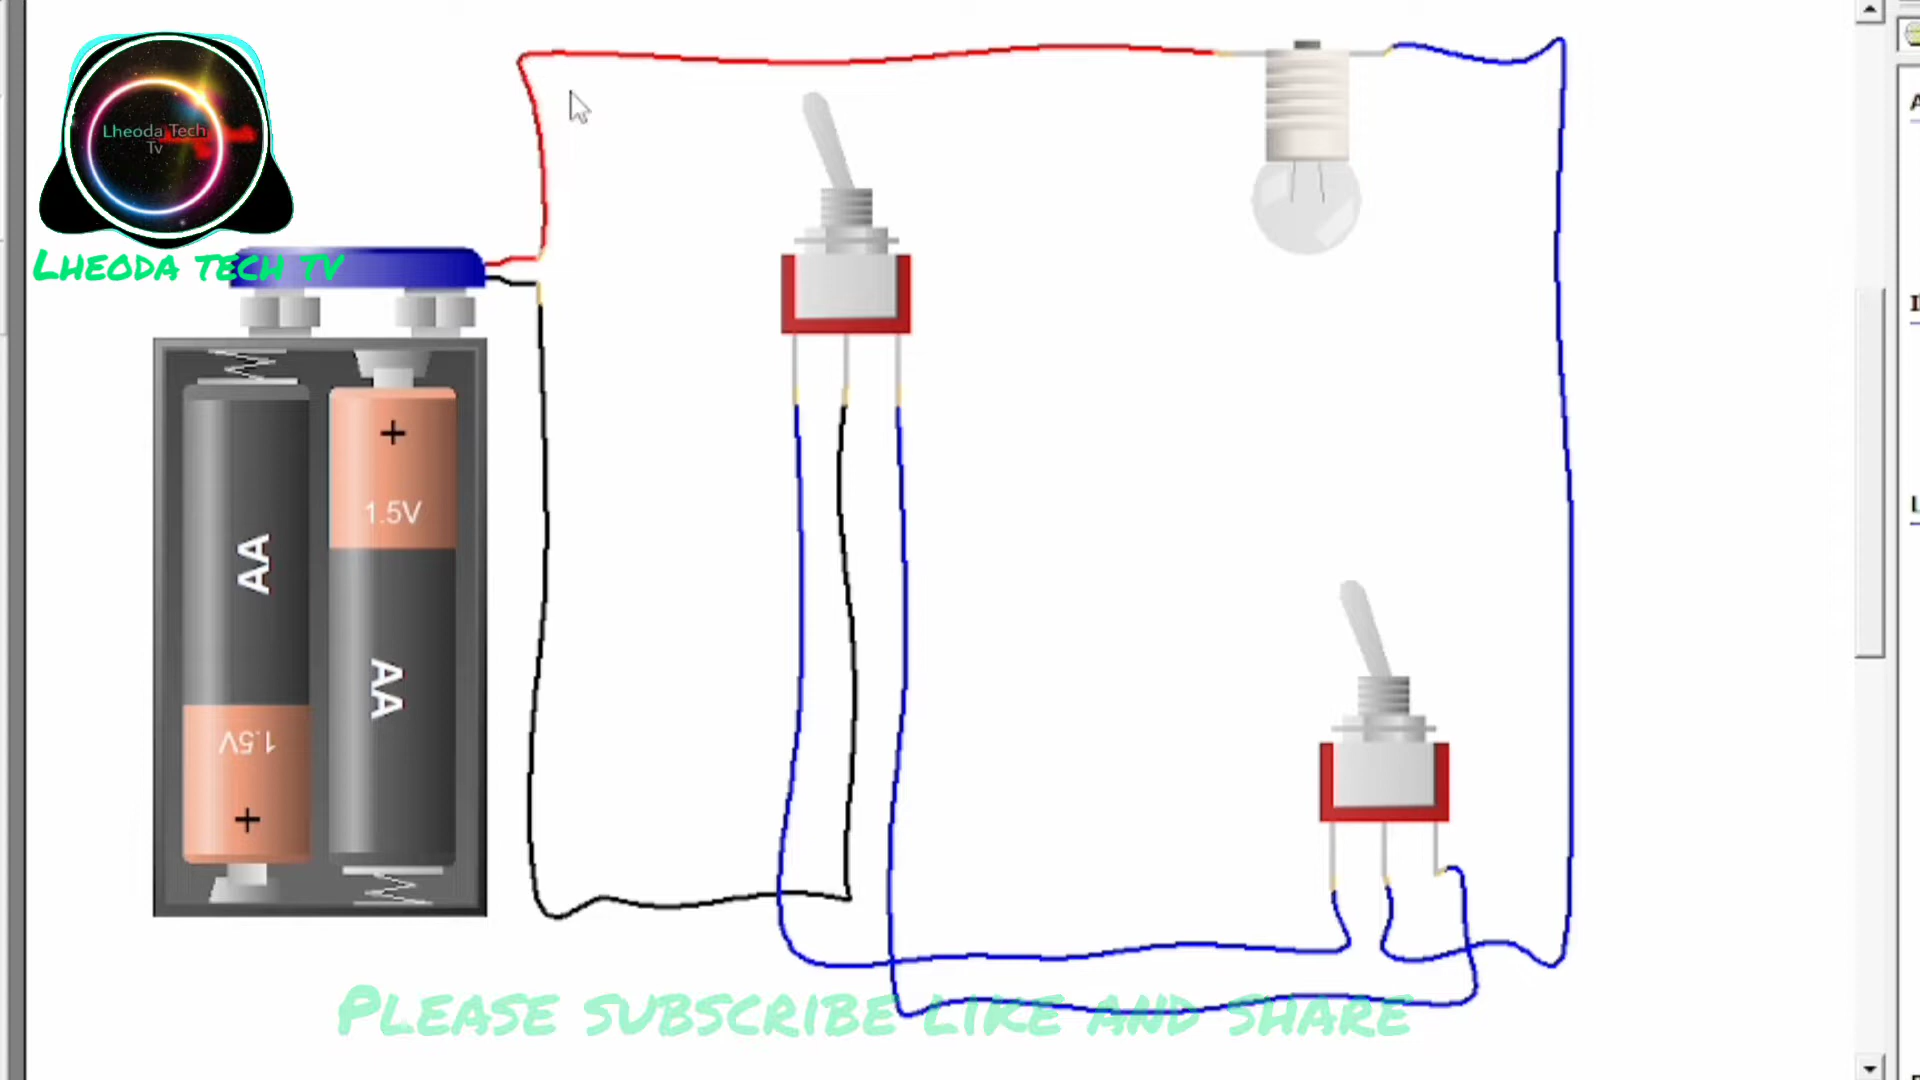 Lheoda Tech
Tv
Lheoda tech tv
+
1.5V
AA
AA
1.5V
+
Please subscribe like and share